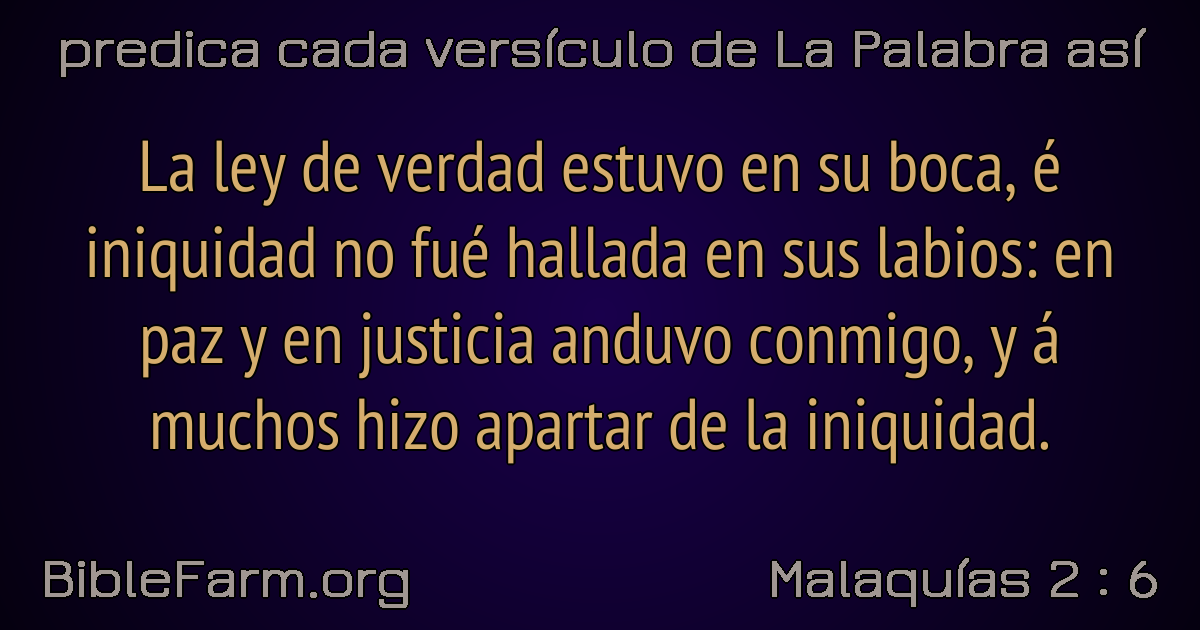 predica cada versículo de La Palabra así
La ley de verdad estuvo en su boca, é
iniquidad no fué hallada en sus labios: en
paz y en justicia anduvo conmigo, y á
muchos hizo apartar de la iniquidad.
BibleFarm.org
Malaquías 2 : 6